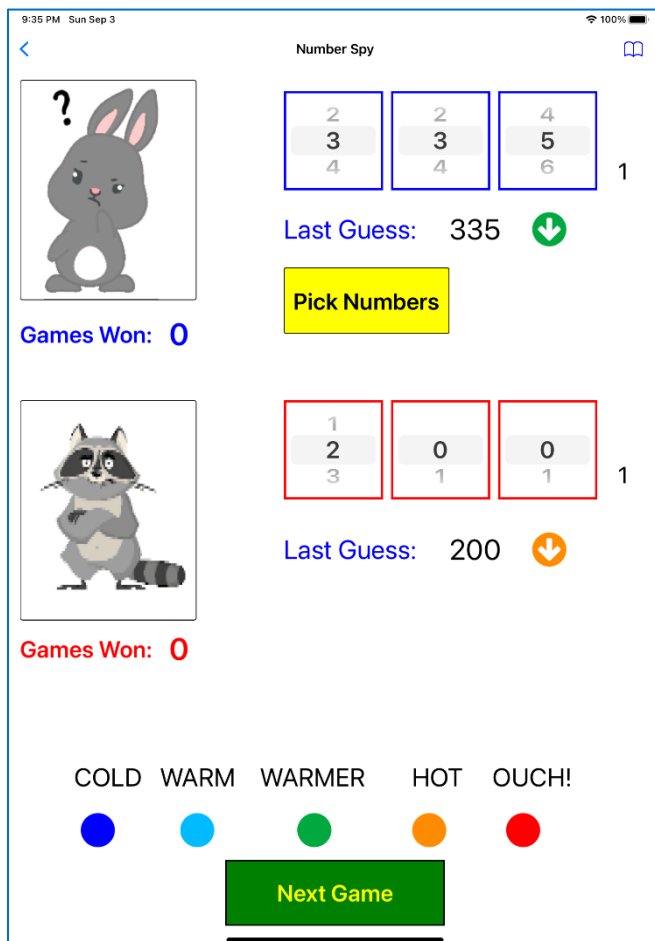 9:35 PM Sun Sep 3 100%
Number Spy
?
2 2 4
3 3 5
4 4 6
1
Last Guess: 335
Pick Numbers
Games Won: 0
1
2 0 0
3 1 1
1
Last Guess: 200
Games Won: 0
COLD WARM WARMER HOT OUCH!
Next Game